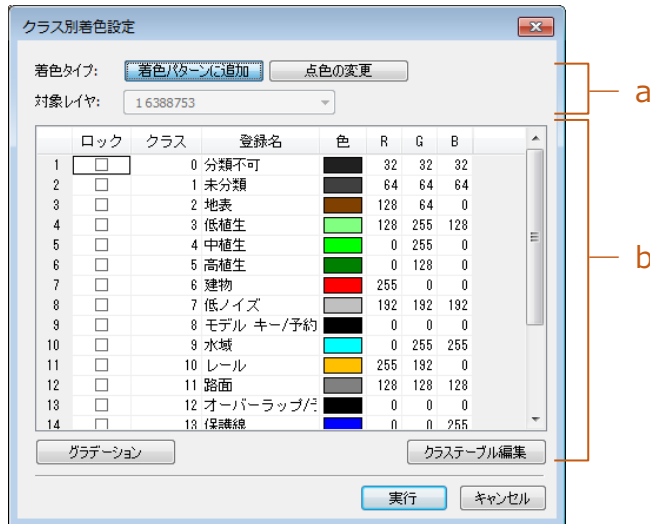 クラス別着色設定
着色タイプ: 着色パターンに追加 点色の変更
a
対象レイヤ: 1 6388753
ロック クラス 登録名 色 R G B
1 0 分類不可 32 32 32
2 1 未分類 64 64 64
3 2 地表 128 64 0
4 3 低植生 128 255 128
5 4 中植生 0 255 0
6 5 高植生 0 128 0
b
7 6 建物 255 0 0
8 7 低ノイズ 192 192 192
9 8 モデル キー/予約 0 0 0
10 9 水域 0 255 255
11 10 レール 255 192 0
12 11 路面 128 128 128
13 12 オーバーラップ/ 0 0 0
14 13 保護線 0 0 255
グラデーション クラステーブル編集
実行 キャンセル